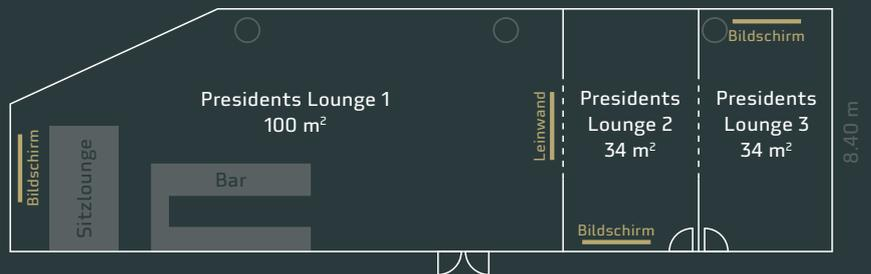 Bildschirm
Bildschirm
Presidents Lounge 1
100 m²
Leinwand
Presidents
Lounge 2
34 m²
Presidents
Lounge 3
34 m²
8.40 m
Bildschirm
Sitzlounge
Bar
Bildschirm